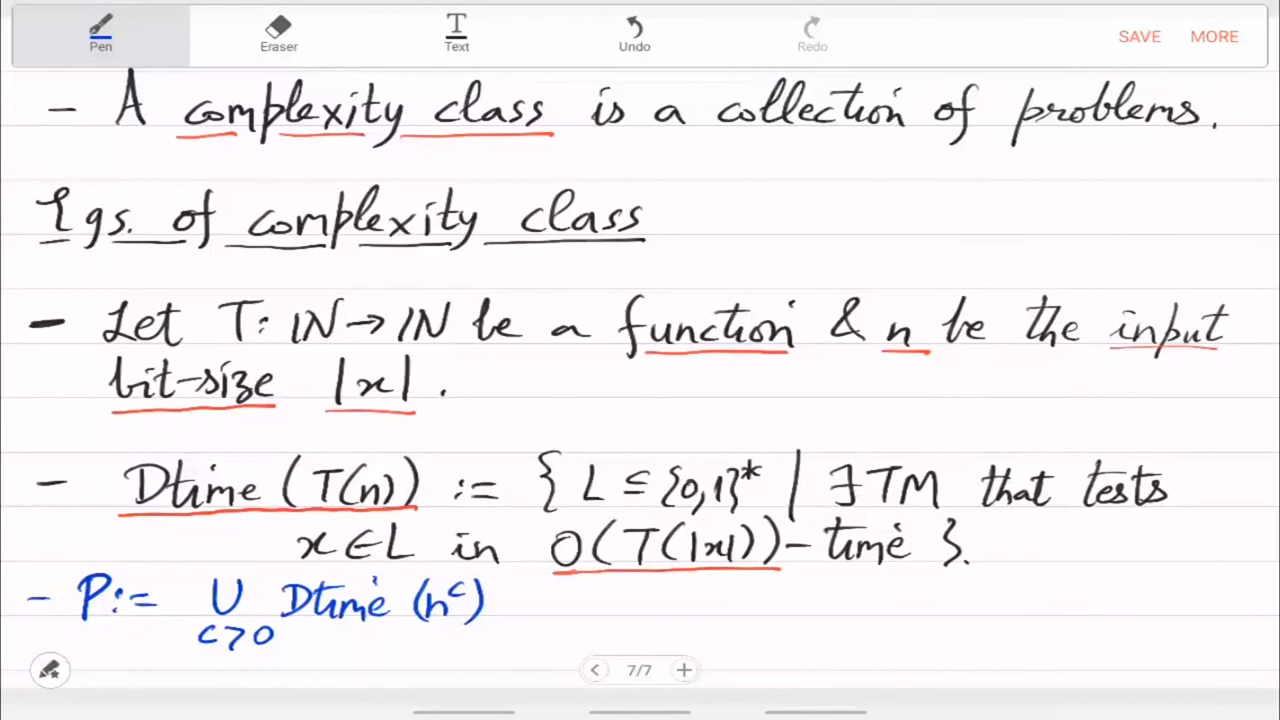 Pen Eraser Text Undo Redo SAVE MORE
- A complexity class is a collection of problems.
Egs. of complexity class
- Let T: ℕ→ℕ be a function & n be the input
bit-size |x|.
- Dtime (T(n)) := { L ⊆ {0,1}* | ∃ TM that tests
x∈L in O(T(|x|))-time }.
- P:= ∪ Dtime (n^c)
c>0
7/7